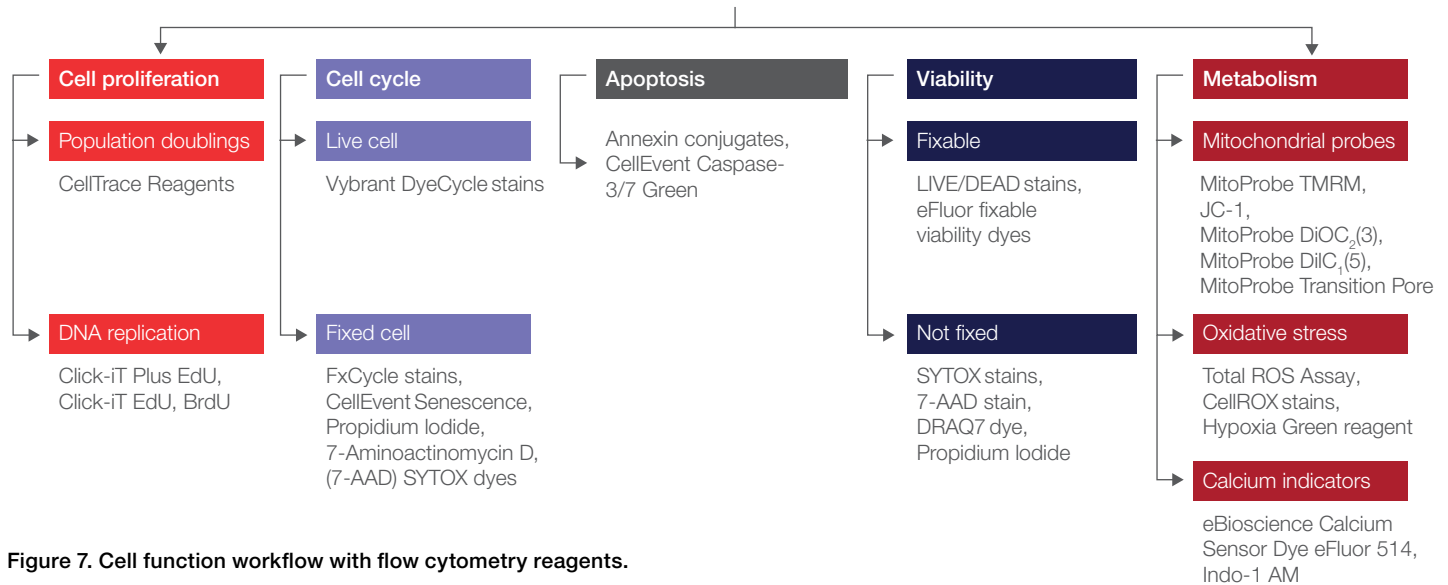 Cell proliferation
Population doublings
CellTrace Reagents
DNA replication
Click-iT Plus EdU,
Click-iT EdU, BrdU
Cell cycle
Live cell
Vybrant DyeCycle stains
Fixed cell
FxCycle stains,
CellEvent Senescence,
Propidium Iodide,
7-Aminoactinomycin D,
(7-AAD) SYTOX dyes
Apoptosis
Annexin conjugates,
CellEvent Caspase-
3/7 Green
Viability
Fixable
LIVE/DEAD stains,
eFluor fixable
viability dyes
Not fixed
SYTOX stains,
7-AAD stain,
DRAQ7 dye,
Propidium Iodide
Metabolism
Mitochondrial probes
MitoProbe TMRM,
JC-1,
MitoProbe DiOC₂(3),
MitoProbe DiIC₁(5),
MitoProbe Transition Pore
Oxidative stress
Total ROS Assay,
CellROX stains,
Hypoxia Green reagent
Calcium indicators
eBioscience Calcium
Sensor Dye eFluor 514,
Indo-1 AM
Figure 7. Cell function workflow with flow cytometry reagents.